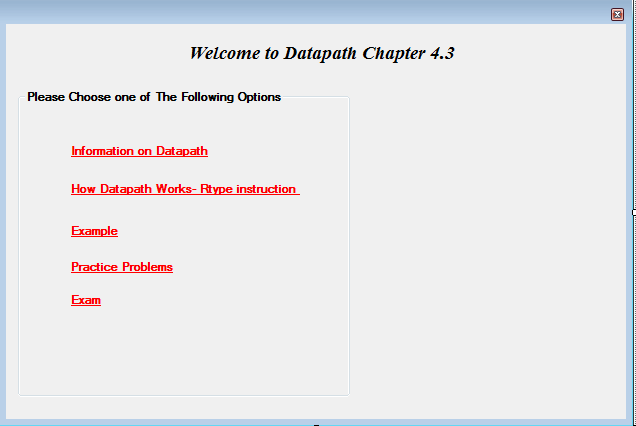 Welcome to Datapath Chapter 4.3
Please Choose one of The Following Options
Information on Datapath
How Datapath Works- Rtype instruction
Example
Practice Problems
Exam